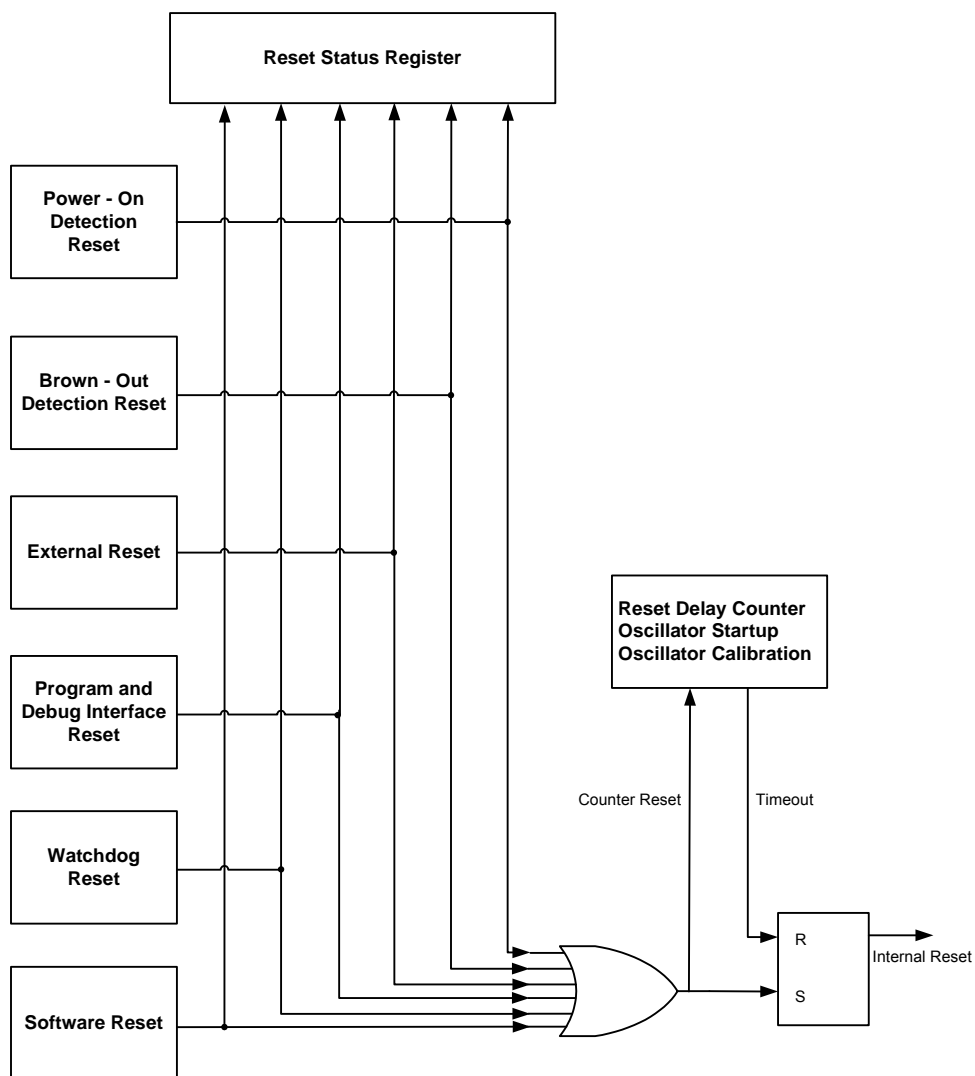 Reset Status Register
Power - On
Detection
Reset
Brown - Out
Detection Reset
External Reset
Program and
Debug Interface
Reset
Watchdog
Reset
Software Reset
Reset Delay Counter
Oscillator Startup
Oscillator Calibration
Counter Reset
Timeout
R
S
Internal Reset